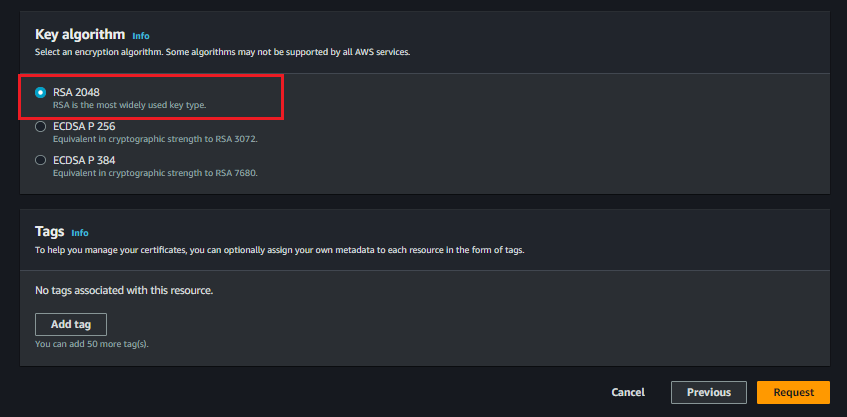 Key algorithm Info
Select an encryption algorithm. Some algorithms may not be supported by all AWS services.
RSA 2048
RSA is the most widely used key type.
ECDSA P 256
Equivalent in cryptographic strength to RSA 3072.
ECDSA P 384
Equivalent in cryptographic strength to RSA 7680.
Tags Info
To help you manage your certificates, you can optionally assign your own metadata to each resource in the form of tags.
No tags associated with this resource.
Add tag
You can add 50 more tag(s).
Cancel Previous Request